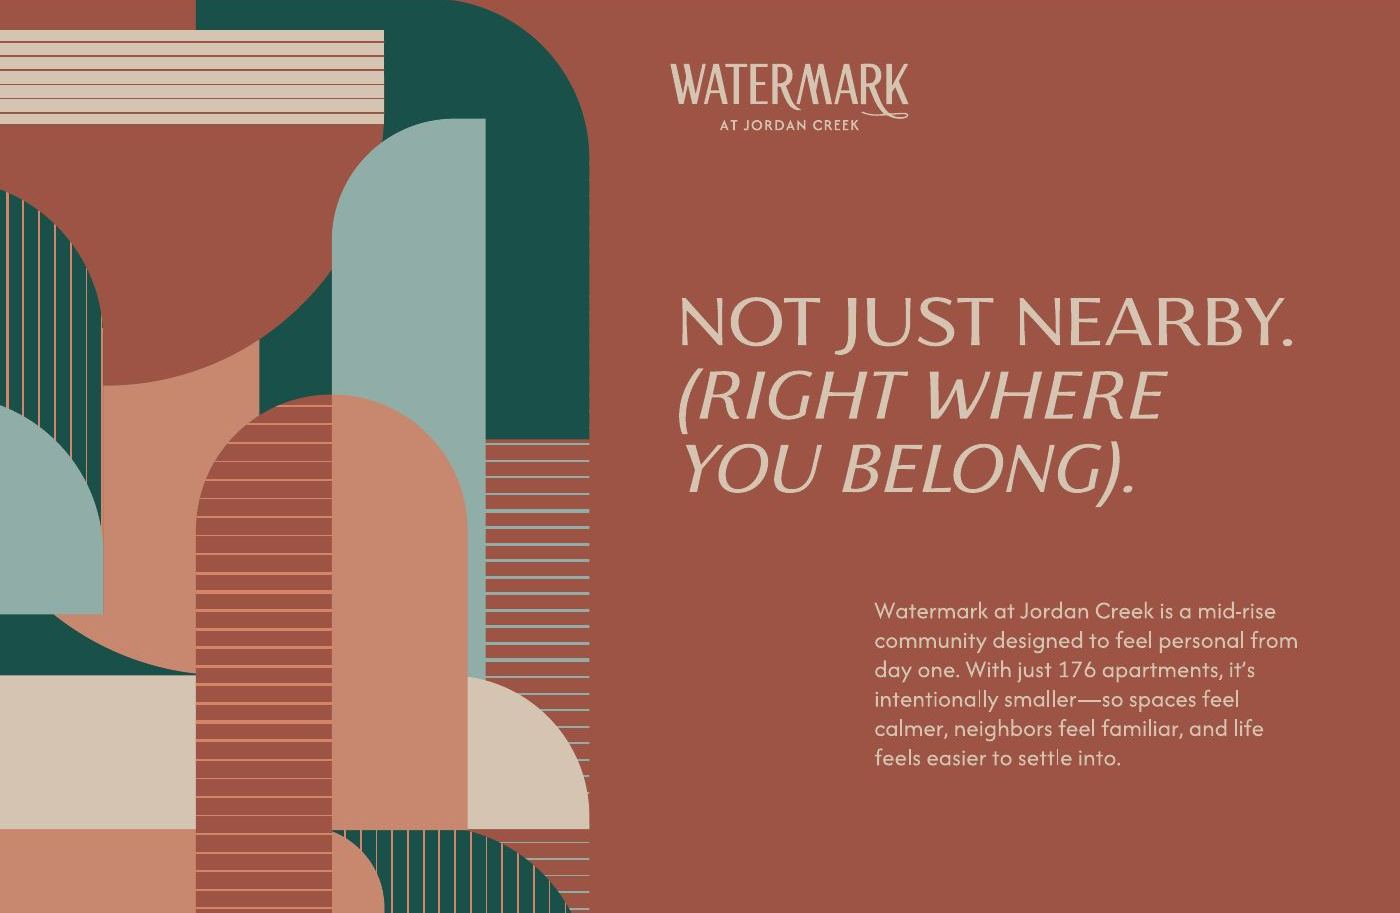 WATERMARK
AT JORDAN CREEK
NOT JUST NEARBY.
(RIGHT WHERE
YOU BELONG).
Watermark at Jordan Creek is a mid-rise
community designed to feel personal from
day one. With just 176 apartments, it's
intentionally smaller—so spaces feel
calmer, neighbors feel familiar, and life
feels easier to settle into.